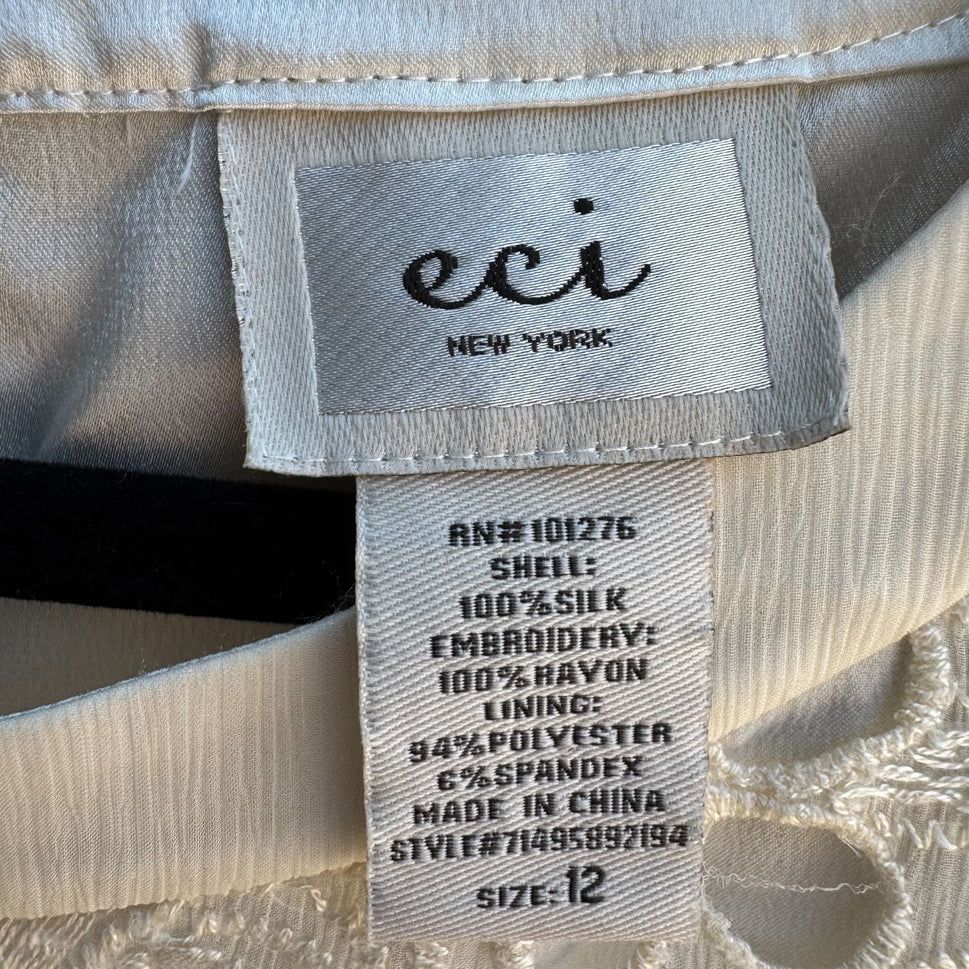 eci
NEW YORK
RN# 101276
SHELL:
100% SILK
EMBROIDERY:
100% RAYON
LINING:
94% POLYESTER
6% SPANDEX
MADE IN CHINA
STYLE#71495892194
SIZE: 12